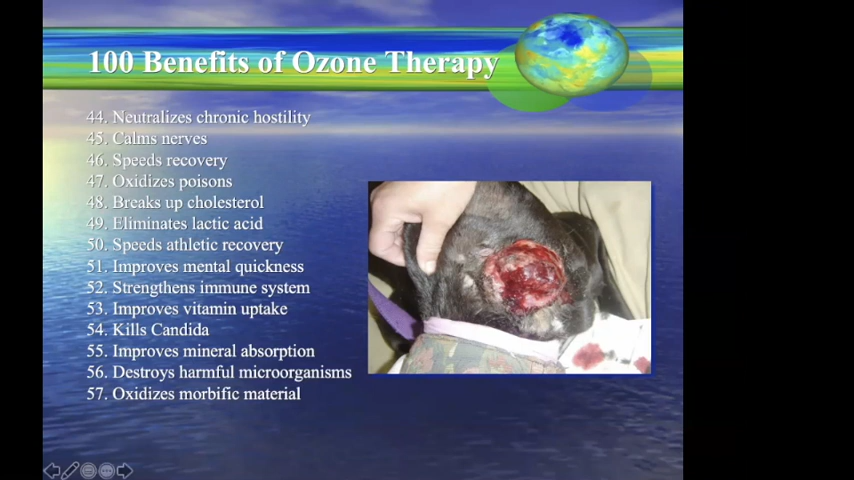 100 Benefits of Ozone Therapy
44. Neutralizes chronic hostility
45. Calms nerves
46. Speeds recovery
47. Oxidizes poisons
48. Breaks up cholesterol
49. Eliminates lactic acid
50. Speeds athletic recovery
51. Improves mental quickness
52. Strengthens immune system
53. Improves vitamin uptake
54. Kills Candida
55. Improves mineral absorption
56. Destroys harmful microorganisms
57. Oxidizes morbific material